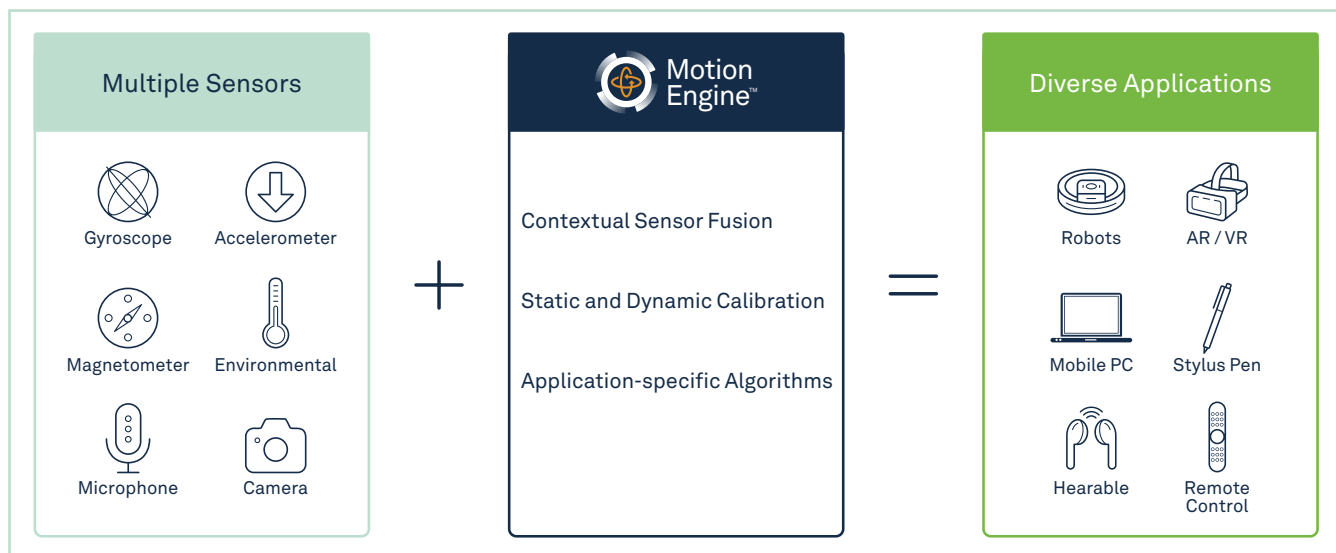 Multiple Sensors
Gyroscope
Accelerometer
Magnetometer
Environmental
Microphone
Camera
Motion
Engine™
Contextual Sensor Fusion
Static and Dynamic Calibration
Application-specific Algorithms
Diverse Applications
Robots
AR / VR
Mobile PC
Stylus Pen
Hearable
Remote
Control